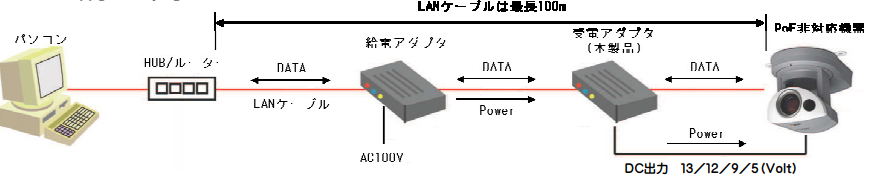 LANケーブルは最長100m
パソコン
HUB/ルーター
DATA
LANケーブル
給電アダプタ
AC100V
DATA
Power
受電アダプタ
(本製品)
DATA
PoE非対応機器
Power
DC出力 13/12/9/5(Volt)